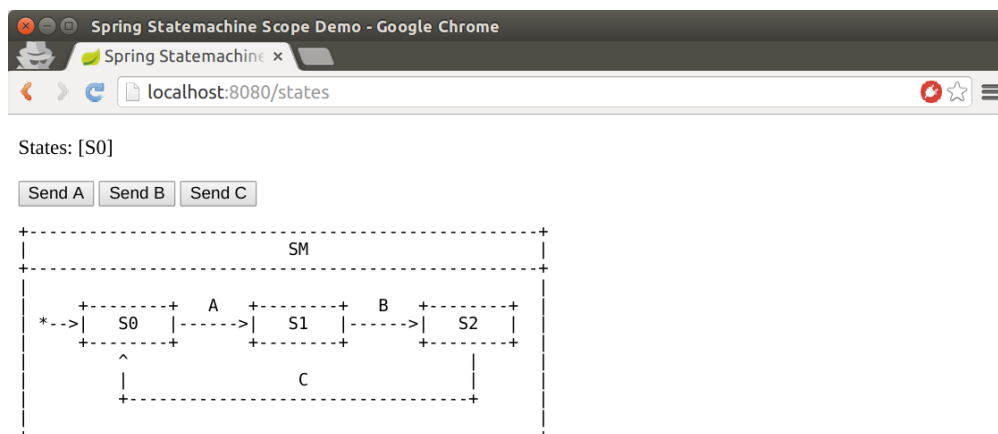 Spring Statemachine Scope Demo - Google Chrome
Spring Statemachine ×
localhost:8080/states
States: [S0]
Send A Send B Send C
+------------------------------------------------------+
|                            SM                        |
+------------------------------------------------------+
|                                                      |
|     +--------+   A   +--------+   B   +--------+  |
| *-->|   S0   |------>|   S1   |------>|   S2   |  |
|     +--------+       +--------+       +--------+  |
|         ^                                  |       |
|         |                  C               |       |
|         +----------------------------------+       |
|                                                      |